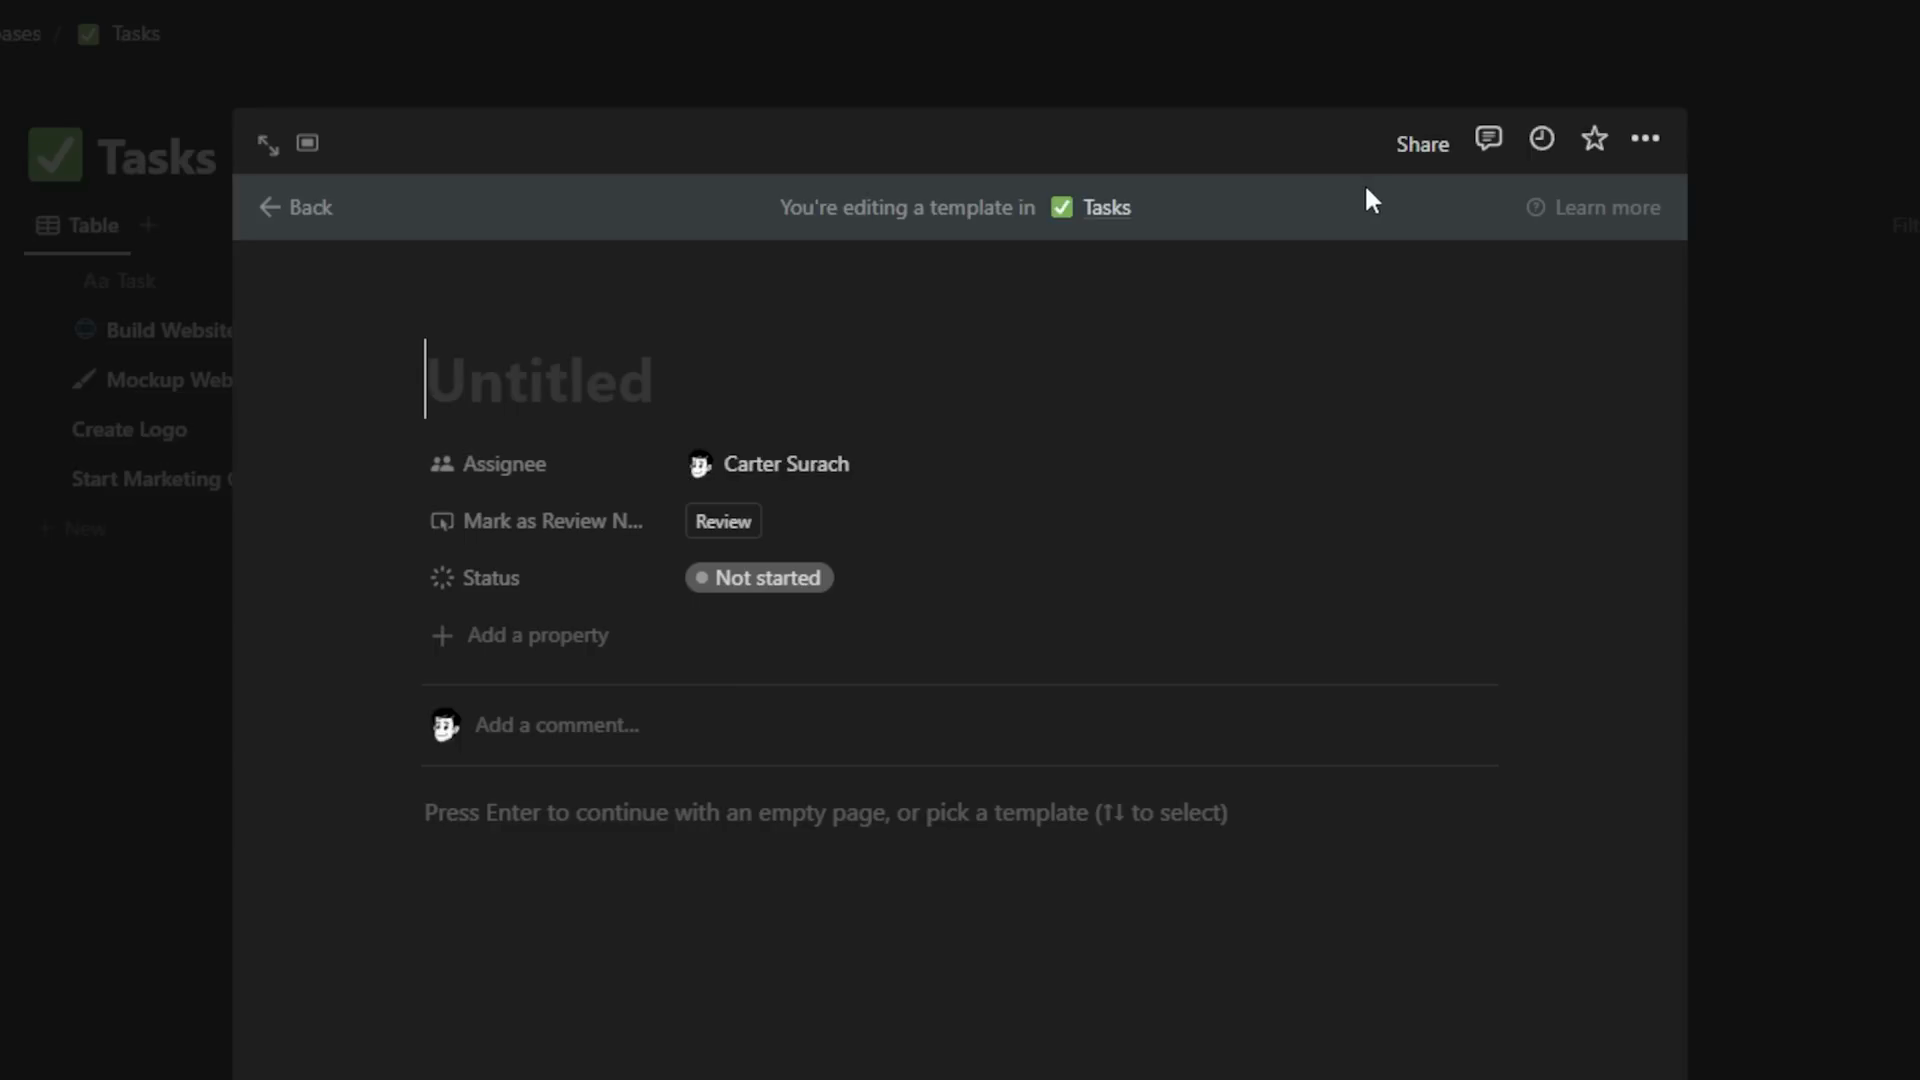 bases / Tasks
Share
Tasks
Back
You're editing a template in Tasks
Learn more
Table +
Filt
Aa Task
Build Website
Mockup Web
Untitled
Create Logo
Assignee Carter Surach
Start Marketing C
Mark as Review N... Review
+ New
Status Not started
+ Add a property
Add a comment...
Press Enter to continue with an empty page, or pick a template (↑↓ to select)